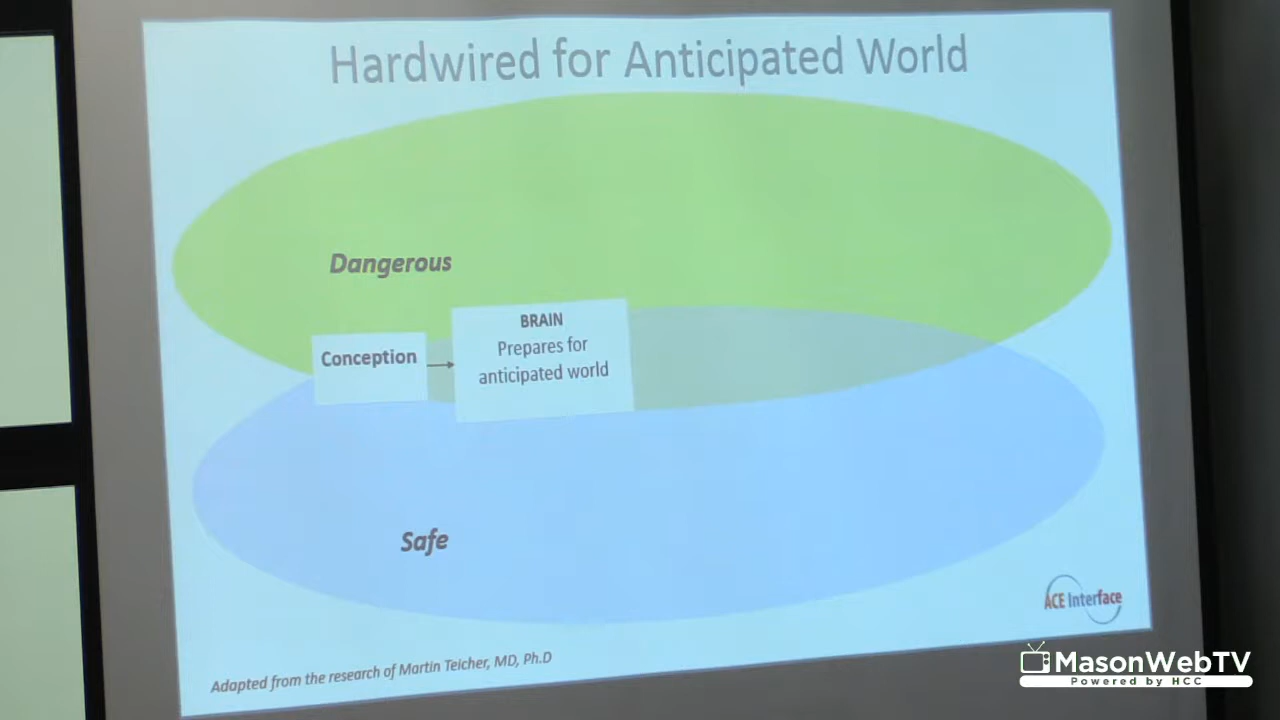 Hardwired for Anticipated World
Dangerous
Conception
BRAIN
Prepares for
anticipated world
Safe
ACE Interface
Adapted from the research of Martin Teicher, MD, Ph.D
MasonWebTV
Powered by HCC